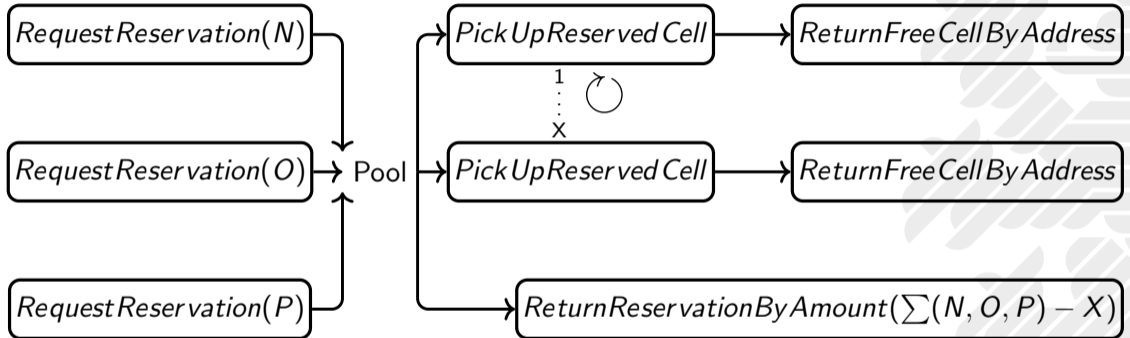 RequestReservation(N)
PickUpReservedCell
ReturnFreeCellByAddress
1
X
RequestReservation(O)
Pool
PickUpReservedCell
ReturnFreeCellByAddress
RequestReservation(P)
ReturnReservationByAmount(∑(N, O, P) − X)